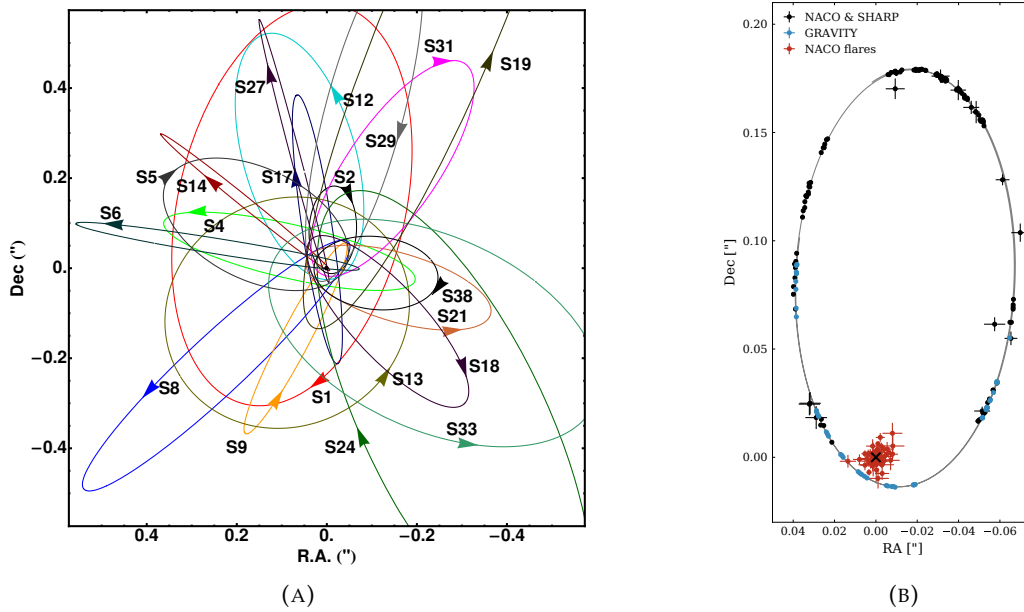 0.4
0.2
0.
−0.2
−0.4
Dec (")
0.4
0.2
0.
-0.2
-0.4
R.A. (")
S31
S19
S27
S12
S29
S5
S14
S17
S2
S6
S4
S38
S21
S18
S8
S13
S1
S9
S33
S24
(A)
NACO & SHARP
GRAVITY
NACO flares
0.20
0.15
0.10
0.05
0.00
Dec ["]
0.04
0.02
0.00
−0.02
−0.04
−0.06
RA ["]
(B)